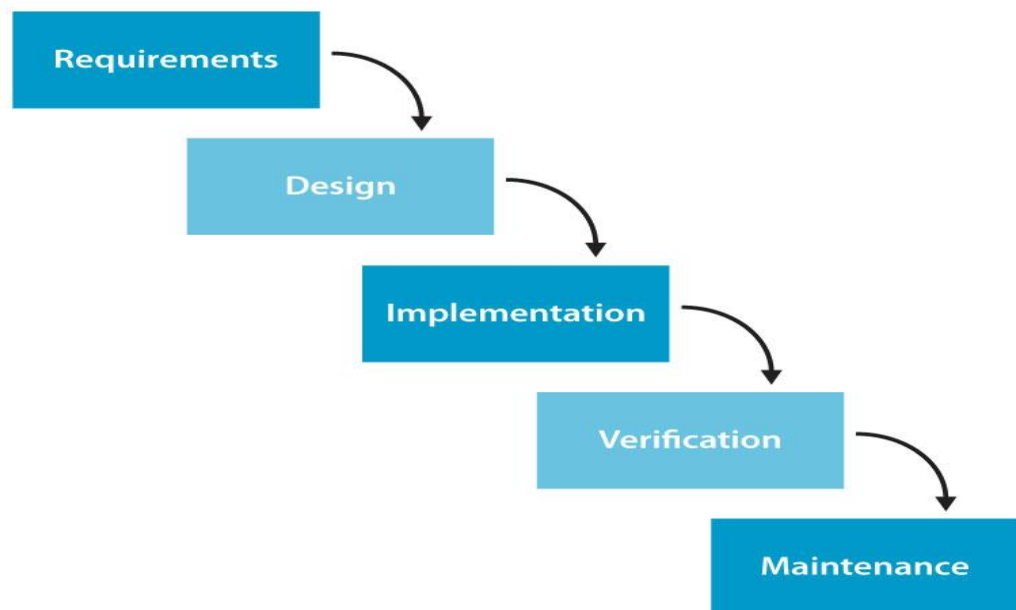 Requirements
Design
Implementation
Verification
Maintenance